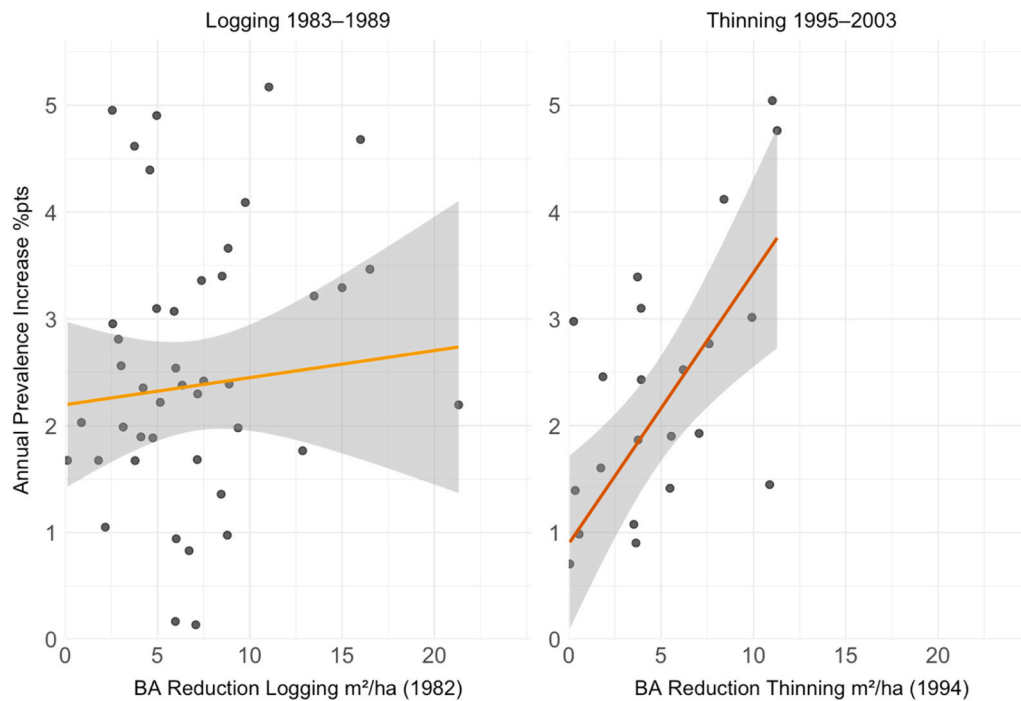 Logging 1983–1989
Thinning 1995–2003
Annual Prevalence Increase %pts
5
4
3
2
1
0
0 5 10 15 20
BA Reduction Logging m²/ha (1982)
5
4
3
2
1
0
0 5 10 15 20
BA Reduction Thinning m²/ha (1994)